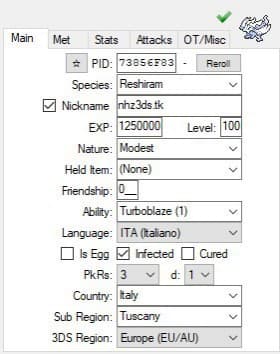 Main Met Stats Attacks OT/Misc
☆ PID: 73856F83 - Reroll
Species: Reshiram
Nickname nhz3ds.tk
EXP: 1250000 Level: 100
Nature: Modest
Held Item: (None)
Friendship: 0__
Ability: Turboblaze (1)
Language: ITA (Italiano)
Is Egg Infected Cured
PkRs: 3 d: 1
Country: Italy
Sub Region: Tuscany
3DS Region: Europe (EU/AU)